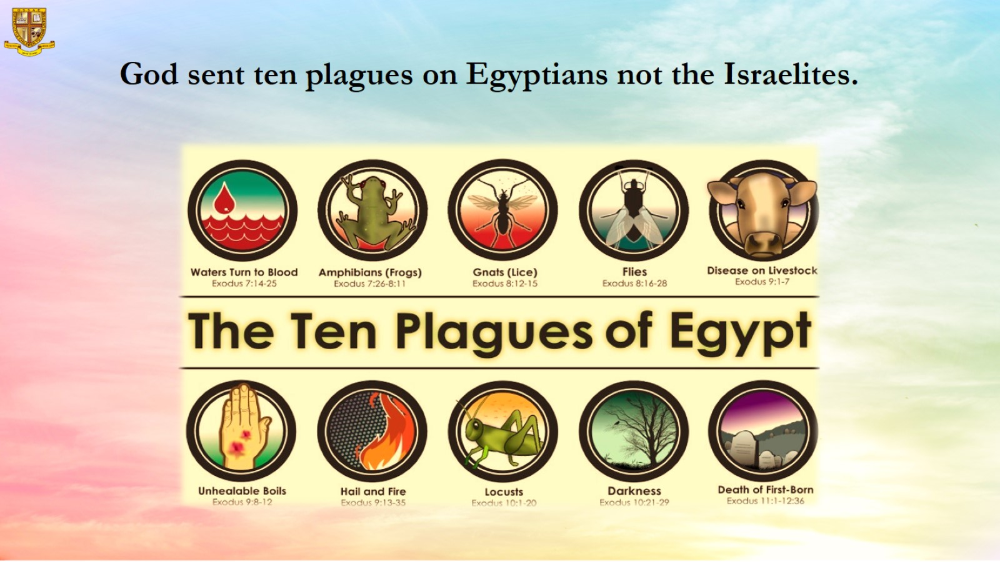 God sent ten plagues on Egyptians not the Israelites.
Waters Turn to Blood
Exodus 7:14-25
Amphibians (Frogs)
Exodus 7:26-8:11
Gnats (Lice)
Exodus 8:12-15
Flies
Exodus 8:16-28
Disease on Livestock
Exodus 9:1-7
The Ten Plagues of Egypt
Unhealable Boils
Exodus 9:8-12
Hail and Fire
Exodus 9:13-35
Locusts
Exodus 10:1-20
Darkness
Exodus 10:21-29
Death of First-Born
Exodus 11:1-12:36